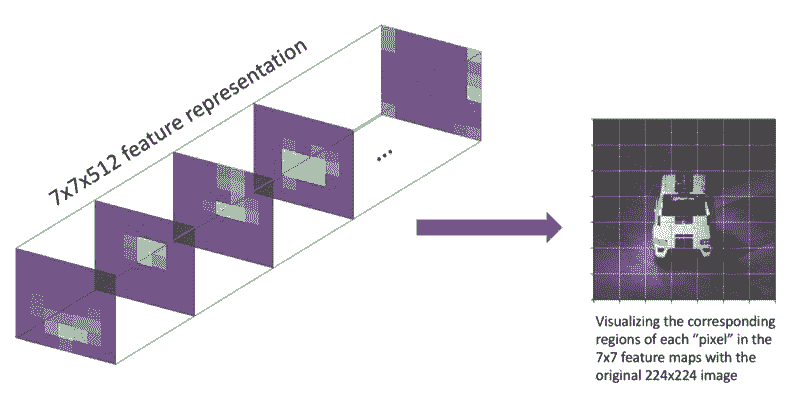 7x7x512 feature representation
...
Visualizing the corresponding
regions of each “pixel” in the
7x7 feature maps with the
original 224x224 image